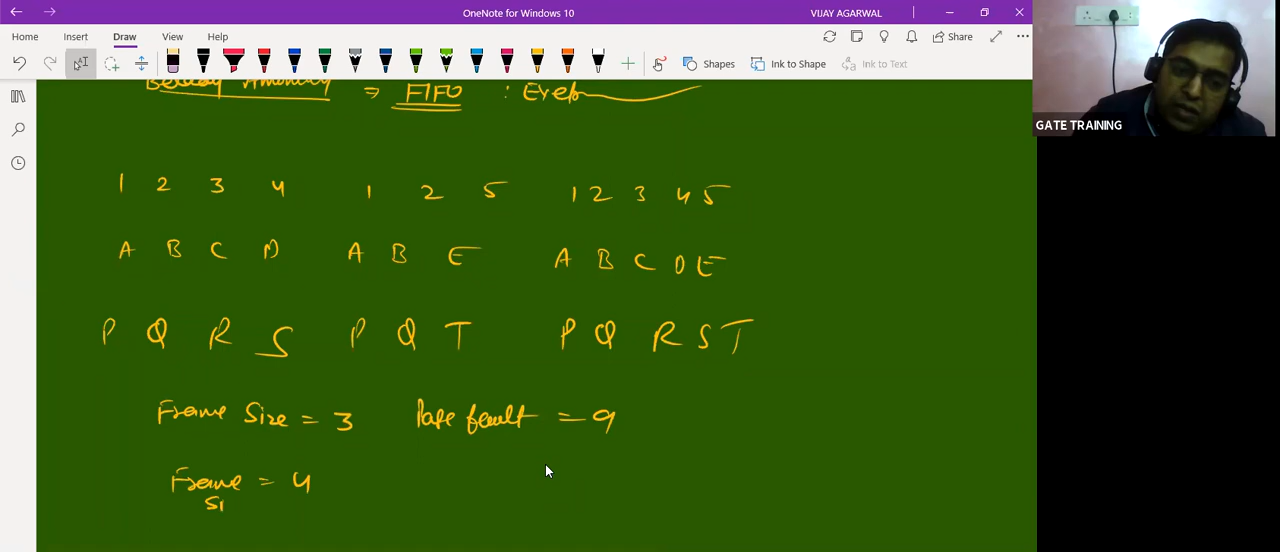 OneNote for Windows 10
VIJAY AGARWAL
Home Insert Draw View Help
Share
Shapes Ink to Shape Ink to Text
GATE TRAINING
⇒ FIFO :
1 2 3 4 1 2 5 1 2 3 4 5
A B C D A B E A B C D E
P Q R S P Q T P Q R S T
Frame Size = 3 Page fault = 9
Frame = 4
Si